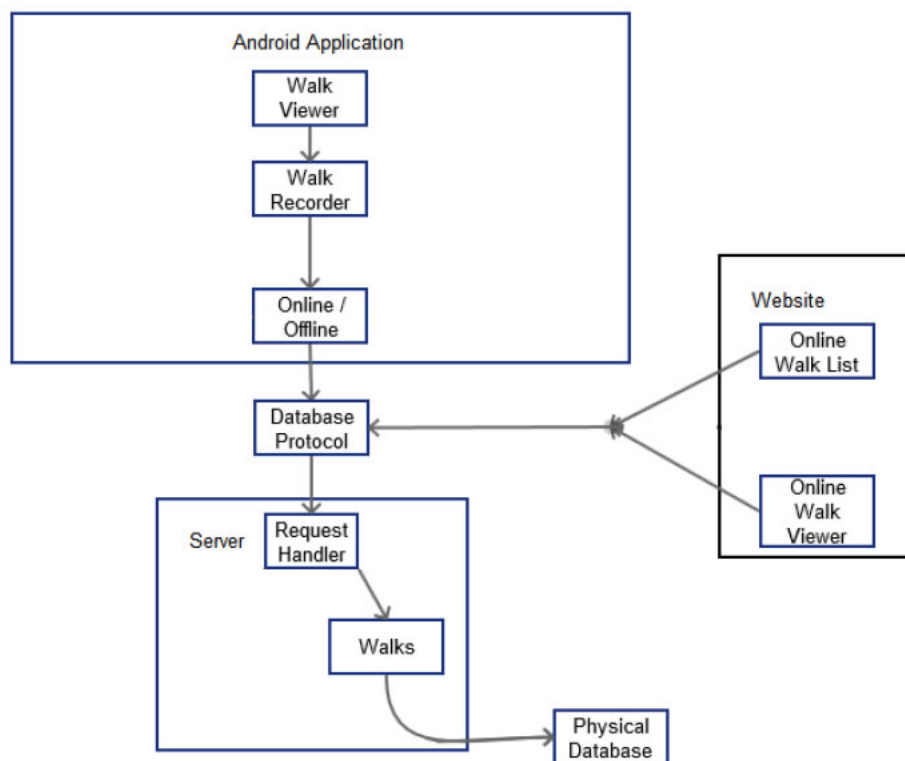 Android Application
Walk
Viewer
Walk
Recorder
Online /
Offline
Website
Online
Walk List
Database
Protocol
Online
Walk
Viewer
Server
Request
Handler
Walks
Physical
Database